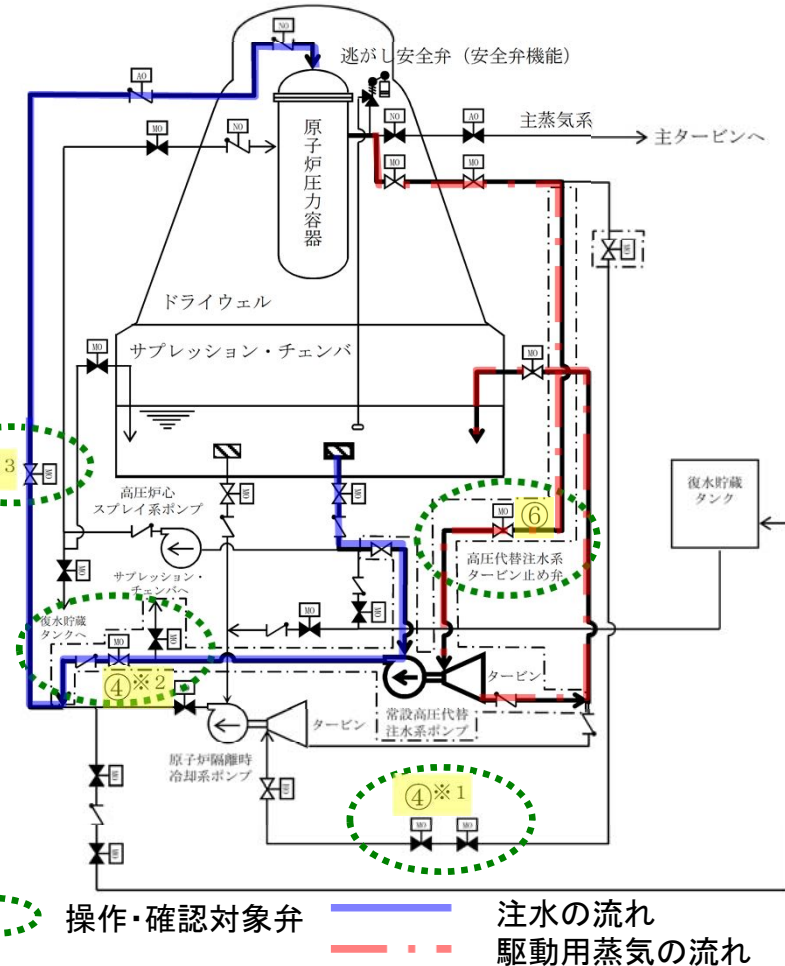 NO
逃がし安全弁（安全弁機能）
AO
NO
AO
主蒸気系
主タービンへ
MO
NO
原子炉圧力容器
MO
MO
MO
ドライウェル
サプレッション・チェンバ
MO
MO
3
MO
高圧炉心
スプレイ系ポンプ
MO
MO
復水貯蔵
タンク
MO
⑥
高圧代替注水系
タービン止め弁
サプレッション・
チェンバへ
MO
MO
MO
復水貯蔵
タンクへ
MO
MO
④※2
タービン
常設高圧代替
注水系ポンプ
タービン
原子炉隔離時
冷却系ポンプ
MO
④※1
MO
MO
MO
MO
操作・確認対象弁
注水の流れ
駆動用蒸気の流れ